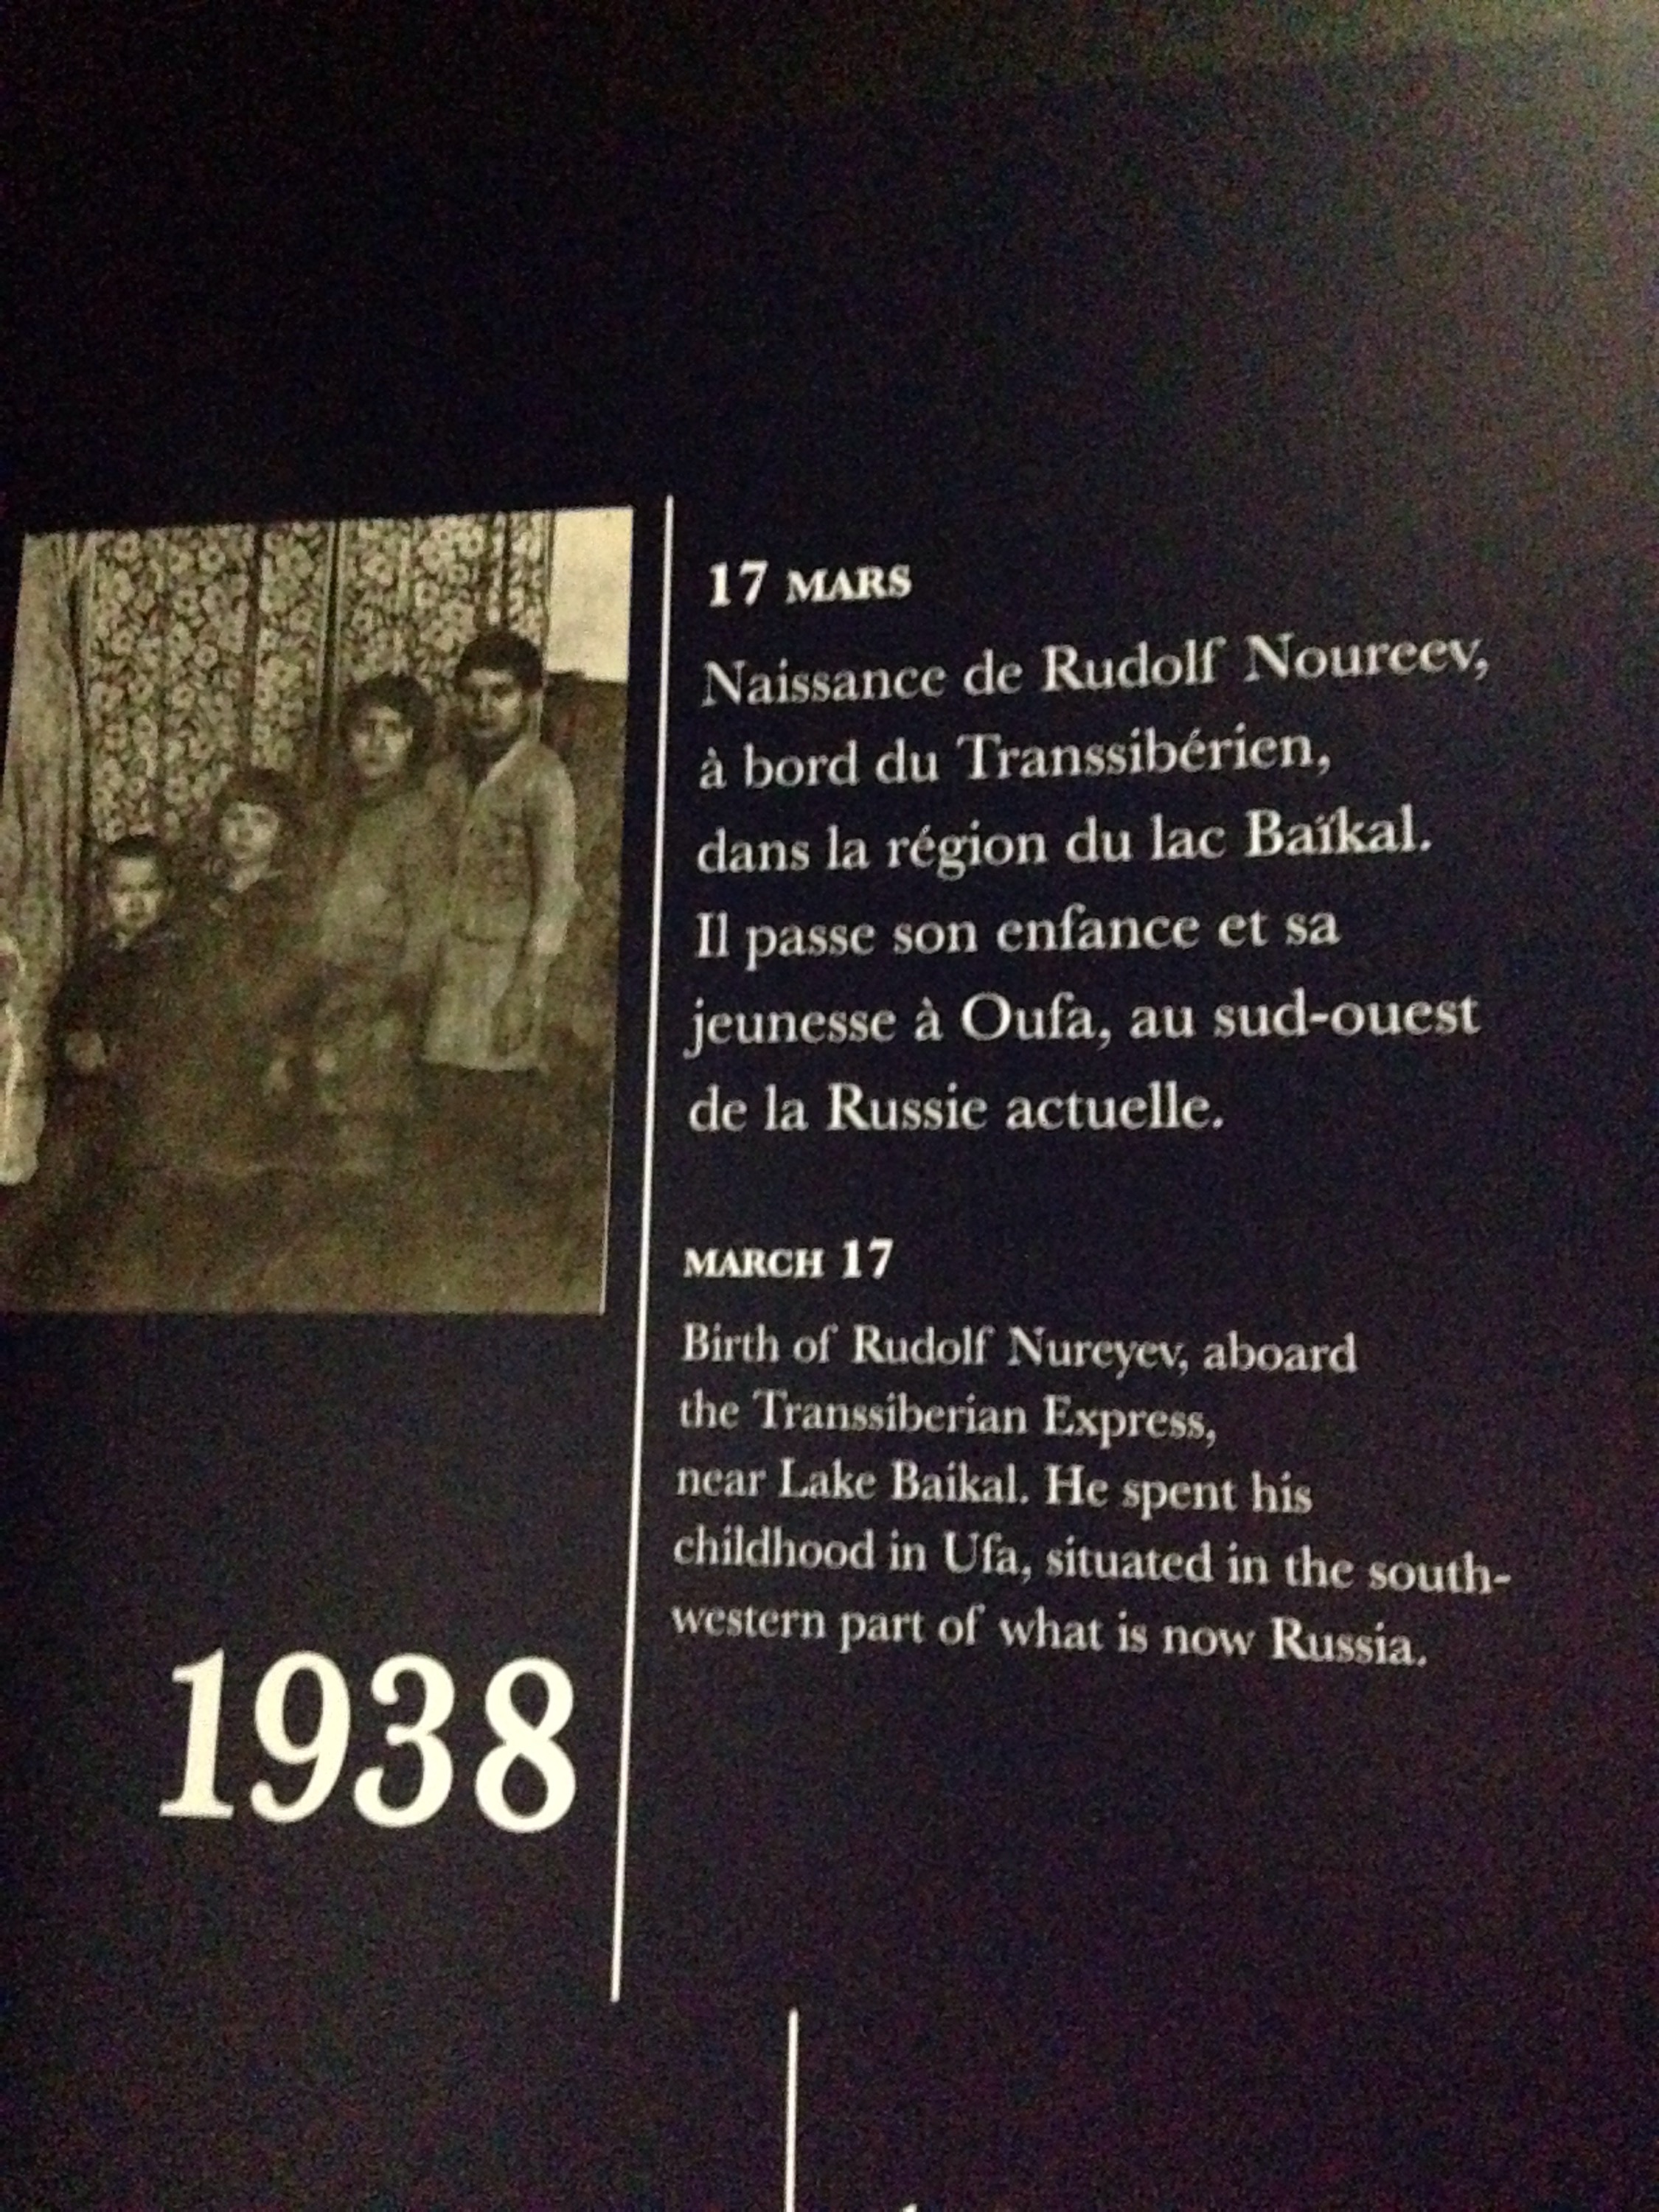 17 MARS
Naissance de Rudolf Noureev,
à bord du Transsibérien,
dans la région du lac Baïkal.
Il passe son enfance et sa
jeunesse à Oufa, au sud-ouest
de la Russie actuelle.
MARCH 17
Birth of Rudolf Nureyev, aboard
the Transsiberian Express,
near Lake Baikal. He spent his
childhood in Ufa, situated in the south-
western part of what is now Russia.
1938